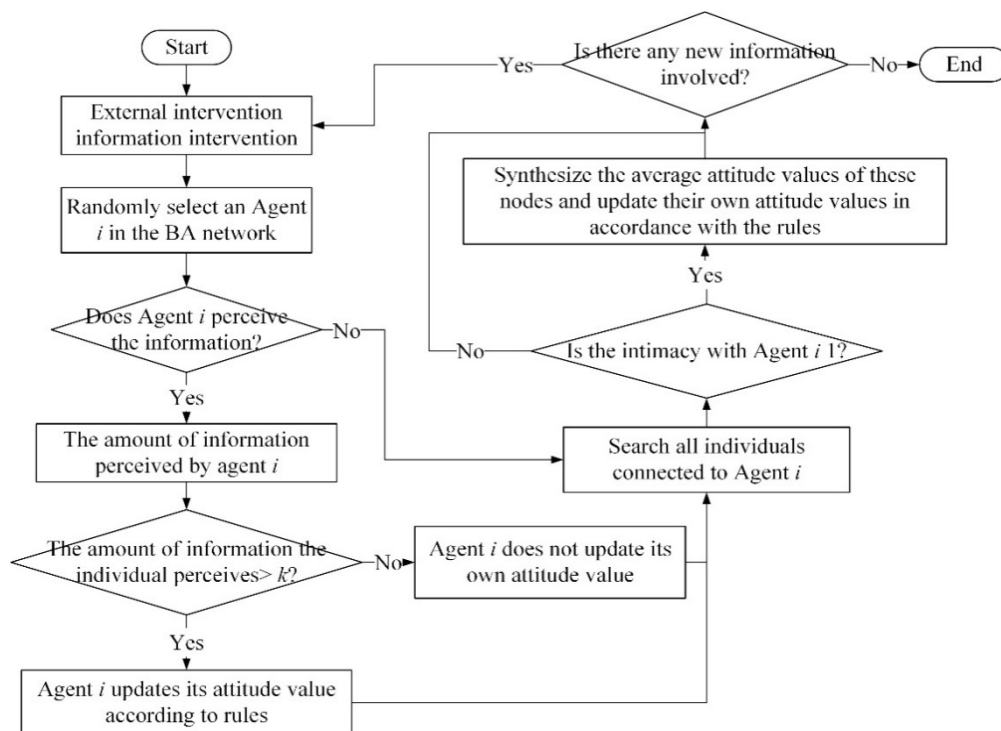 Start
External intervention
information intervention
Randomly select an Agent
i in the BA network
Does Agent i perceive
the information?
No
Yes
The amount of information
perceived by agent i
The amount of information the
individual perceives> k?
No
Agent i does not update its
own attitude value
Yes
Agent i updates its attitude value
according to rules
Search all individuals
connected to Agent i
Is the intimacy with Agent i 1?
No
Yes
Synthesize the average attitude values of these
nodes and update their own attitude values in
accordance with the rules
Is there any new information
involved?
Yes
No
End